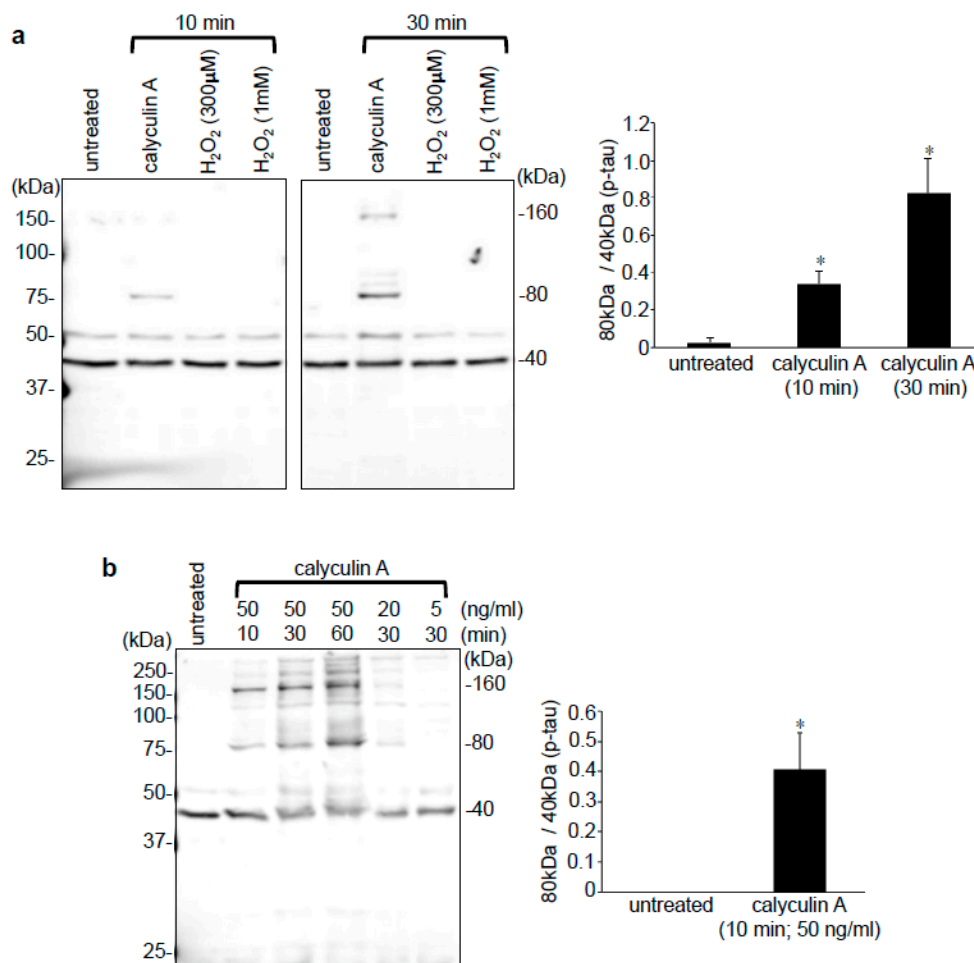 a
10 min
30 min
untreated
calyculin A
H₂O₂ (300μM)
H₂O₂ (1mM)
untreated
calyculin A
H₂O₂ (300μM)
H₂O₂ (1mM)
(kDa)
150-
100-
75-
50-
37-
25-
(kDa)
-160
-80
-40
80kDa / 40kDa (p-tau)
1.2
1.0
0.8
0.6
0.4
0.2
0
*
*
untreated
calyculin A
(10 min)
calyculin A
(30 min)
b
calyculin A
untreated
50 50 50 20 5 (ng/ml)
10 30 60 30 30 (min)
(kDa)
250-
150-
100-
75-
50-
37-
25-
(kDa)
-160
-80
-40
80kDa / 40kDa (p-tau)
0.6
0.5
0.4
0.3
0.2
0.1
0
*
untreated
calyculin A
(10 min; 50 ng/ml)